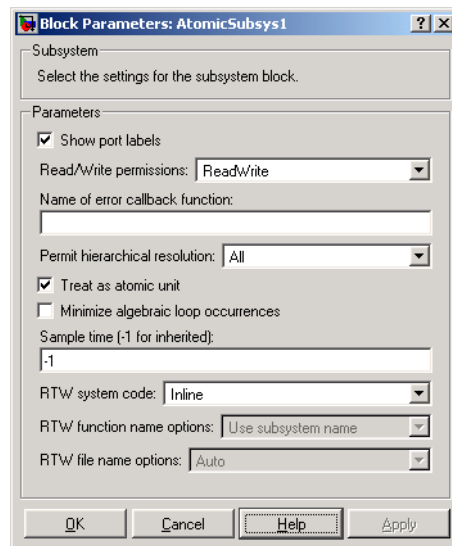 Block Parameters: AtomicSubsys1
Subsystem
Select the settings for the subsystem block.
Parameters
Show port labels
Read/Write permissions: ReadWrite
Name of error callback function:
Permit hierarchical resolution: All
Treat as atomic unit
Minimize algebraic loop occurrences
Sample time (-1 for inherited):
-1
RTW system code: Inline
RTW function name options: Use subsystem name
RTW file name options: Auto
OK Cancel Help Apply